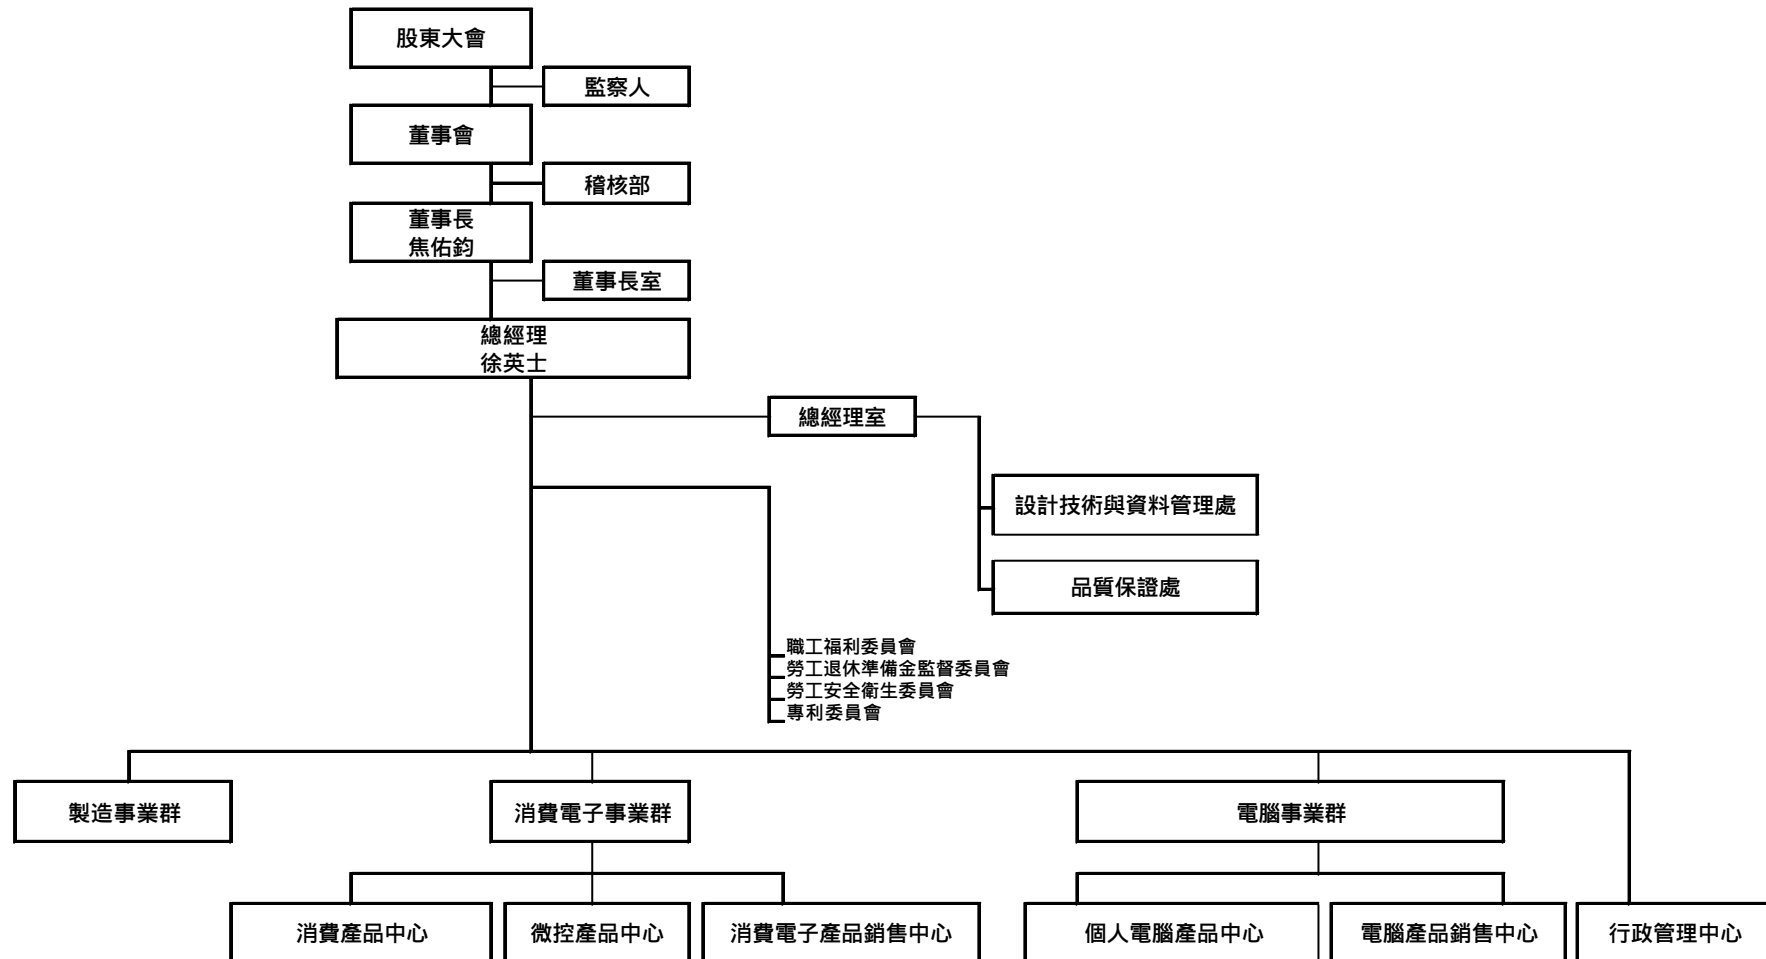 股東大會
監察人
董事會
稽核部
董事長
焦佑鈞
董事長室
總經理
徐英士
總經理室
設計技術與資料管理處
品質保證處
職工福利委員會
勞工退休準備金監督委員會
勞工安全衛生委員會
專利委員會
製造事業群
消費電子事業群
電腦事業群
消費產品中心
微控產品中心
消費電子產品銷售中心
個人電腦產品中心
電腦產品銷售中心
行政管理中心